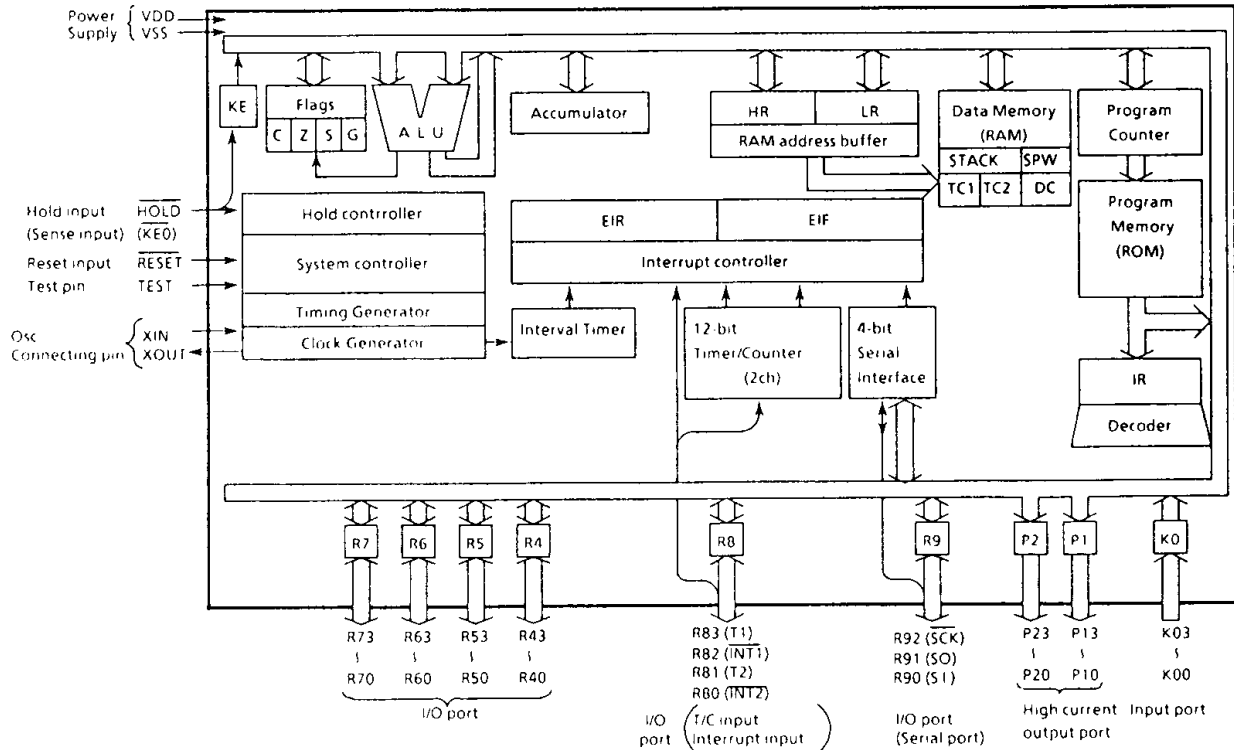 Power VDD
Supply VSS
KE
Flags
C Z S G
ALU
Accumulator
HR LR
RAM address buffer
Data Memory
(RAM)
STACK SPW
TC1 TC2 DC
Program
Counter
Program
Memory
(ROM)
IR
Decoder
Hold input HOLD
(Sense input) (KE0)
Reset input RESET
Test pin TEST
Osc XIN
Connecting pin XOUT
Hold contrroller
System controller
Timing Generator
Clock Generator
EIR EIF
Interrupt controller
Interval Timer
12-bit
Timer/Counter
(2ch)
4-bit
Serial
Interface
R7 R6 R5 R4 R8 R9 P2 P1 K0
R73 R63 R53 R43
~ ~ ~ ~
R70 R60 R50 R40
I/O port
R83 (T1)
R82 (INT1)
R81 (T2)
R80 (INT2)
I/O port (T/C input Interrupt input)
R92 (SCK)
R91 (SO)
R90 (SI)
I/O port
(Serial port)
P23 P13
~ ~
P20 P10
High current
output port
K03
~
K00
Input port